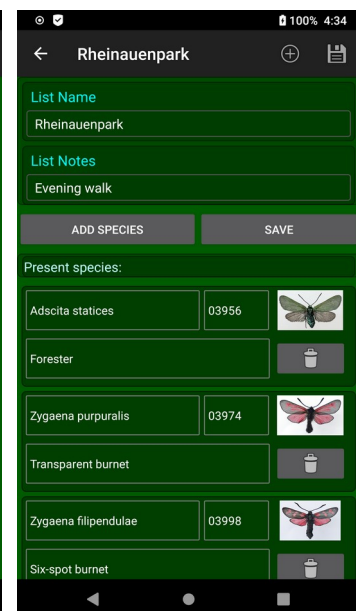 100% 4:34
Rheinauenpark
List Name
Rheinauenpark
List Notes
Evening walk
ADD SPECIES SAVE
Present species:
Adscita statices 03956
Forester
Zygaena purpuralis 03974
Transparent burnet
Zygaena filipendulae 03998
Six-spot burnet